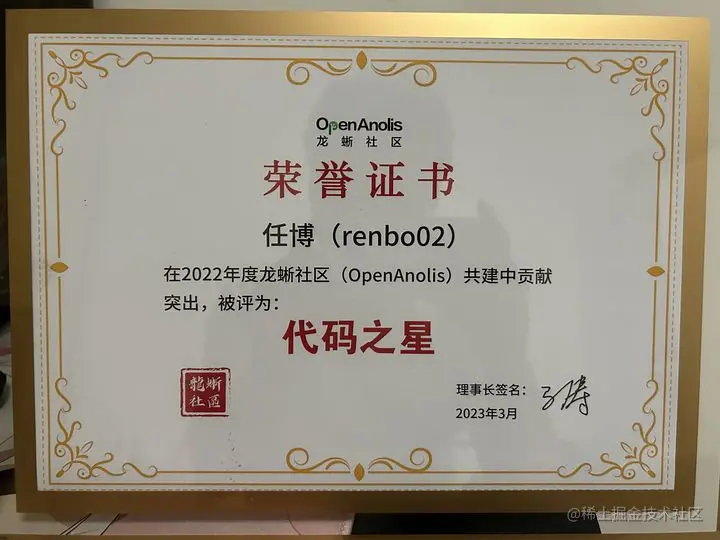 OpenAnolis
龙蜥社区
荣誉证书
任博（renbo02）
在2022年度龙蜥社区（OpenAnolis）共建中贡献
突出，被评为：
代码之星
龍蜥
社区
理事长签名：
2023年3月
@稀土掘金技术社区